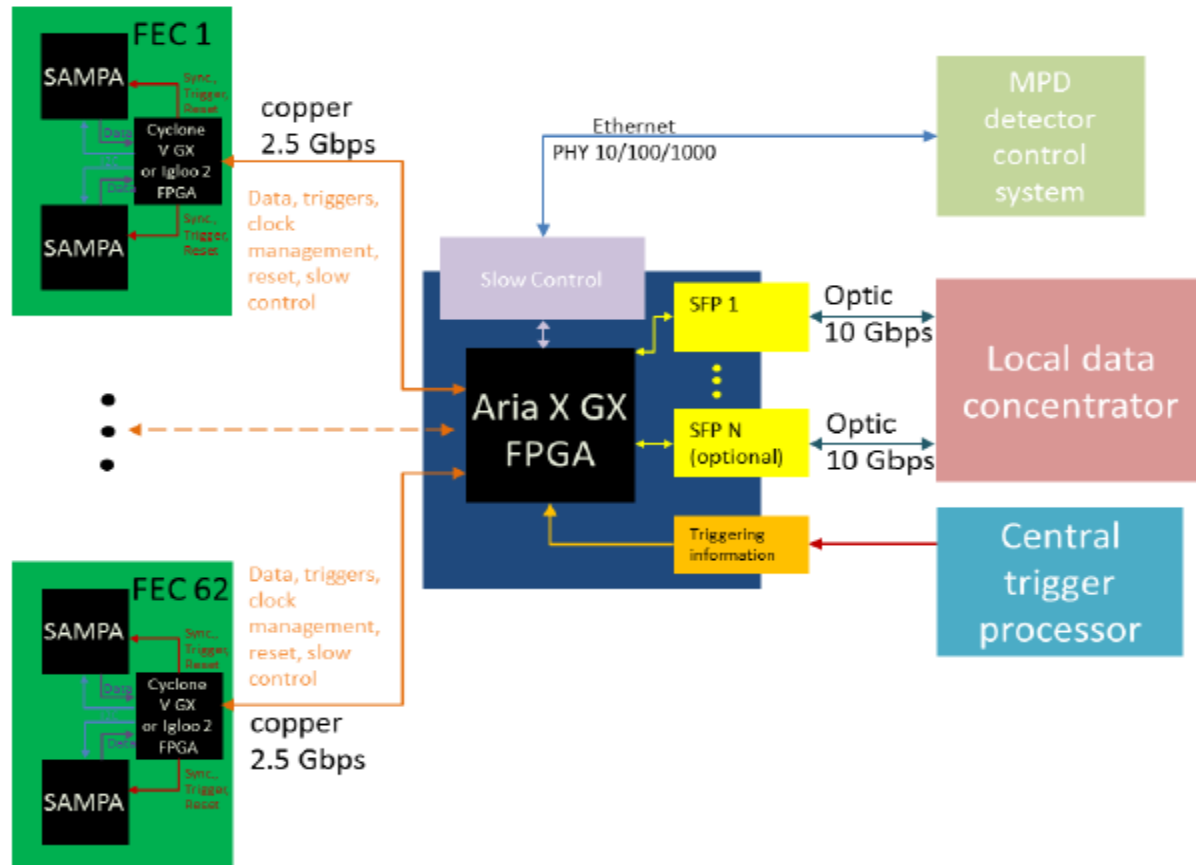 FEC 1
SAMPA
Sync.,
Trigger,
Reset
Data
Cyclone
V GX
or Igloo 2
FPGA
Data
SAMPA
Sync.,
Trigger,
Reset
copper
2.5 Gbps
Data, triggers,
clock
management,
reset, slow
control
Ethernet
PHY 10/100/1000
MPD
detector
control
system
Slow Control
SFP 1
Optic
10 Gbps
Local data
concentrator
Aria X GX
FPGA
SFP N
(optional)
Optic
10 Gbps
Triggering
information
Central
trigger
processor
FEC 62
SAMPA
Sync.,
Trigger,
Reset
Data
Cyclone
V GX
or Igloo 2
FPGA
Data
SAMPA
Sync.,
Trigger,
Reset
Data, triggers,
clock
management,
reset, slow
control
copper
2.5 Gbps